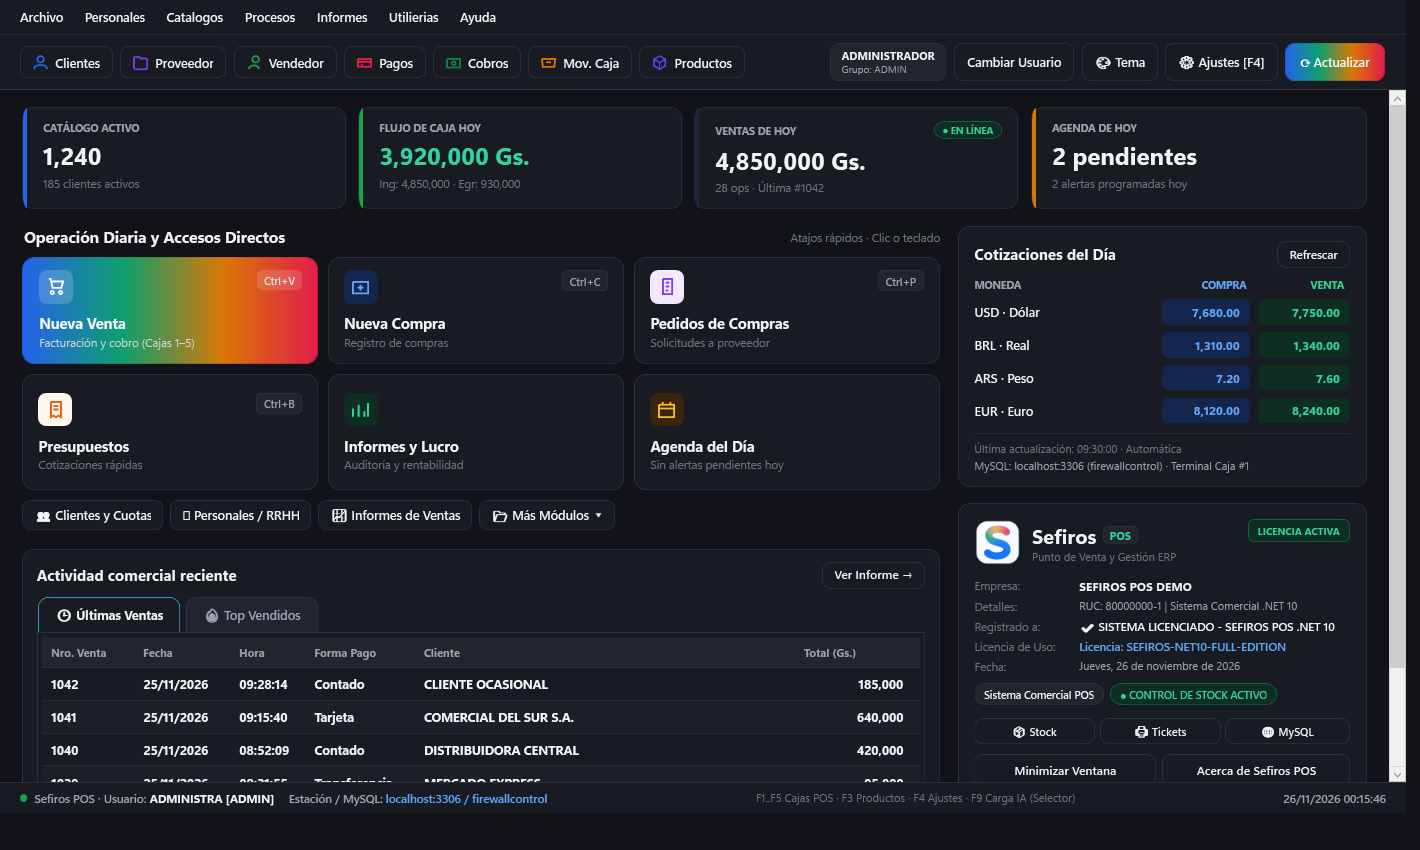 Archivo Personales Catalogos Procesos Informes Utilierias Ayuda
Clientes Proveedor Vendedor Pagos Cobros Mov. Caja Productos
ADMINISTRADOR
Grupo: ADMIN
Cambiar Usuario Tema Ajustes [F4] ⟳ Actualizar
CATÁLOGO ACTIVO
1,240
185 clientes activos
FLUJO DE CAJA HOY
3,920,000 Gs.
Ing: 4,850,000 · Egr: 930,000
VENTAS DE HOY
● EN LÍNEA
4,850,000 Gs.
28 ops · Última #1042
AGENDA DE HOY
2 pendientes
2 alertas programadas hoy
Operación Diaria y Accesos Directos
Atajos rápidos · Clic o teclado
Ctrl+V
Nueva Venta
Facturación y cobro (Cajas 1–5)
Ctrl+C
Nueva Compra
Registro de compras
Ctrl+P
Pedidos de Compras
Solicitudes a proveedor
Ctrl+B
Presupuestos
Cotizaciones rápidas
Informes y Lucro
Auditoría y rentabilidad
Agenda del Día
Sin alertas pendientes hoy
Clientes y Cuotas Personales / RRHH Informes de Ventas Más Módulos ▾
Actividad comercial reciente
Ver Informe →
Últimas Ventas Top Vendidos
Nro. Venta Fecha Hora Forma Pago Cliente Total (Gs.)
1042 25/11/2026 09:28:14 Contado CLIENTE OCASIONAL 185,000
1041 25/11/2026 09:15:40 Tarjeta COMERCIAL DEL SUR S.A. 640,000
1040 25/11/2026 08:52:09 Contado DISTRIBUIDORA CENTRAL 420,000
Cotizaciones del Día
Refrescar
MONEDA COMPRA VENTA
USD · Dólar 7,680.00 7,750.00
BRL · Real 1,310.00 1,340.00
ARS · Peso 7.20 7.60
EUR · Euro 8,120.00 8,240.00
Última actualización: 09:30:00 · Automática
MySQL: localhost:3306 (firewallcontrol) · Terminal Caja #1
Sefiros POS
LICENCIA ACTIVA
Punto de Venta y Gestión ERP
Empresa: SEFIROS POS DEMO
Detalles: RUC: 80000000-1 | Sistema Comercial .NET 10
Registrado a: ✔ SISTEMA LICENCIADO - SEFIROS POS .NET 10
Licencia de Uso: Licencia: SEFIROS-NET10-FULL-EDITION
Fecha: Jueves, 26 de noviembre de 2026
Sistema Comercial POS ● CONTROL DE STOCK ACTIVO
Stock Tickets MySQL
Minimizar Ventana Acerca de Sefiros POS
Sefiros POS · Usuario: ADMINISTRA [ADMIN] Estación / MySQL: localhost:3306 / firewallcontrol
F1..F5 Cajas POS · F3 Productos · F4 Ajustes · F9 Carga IA (Selector)
26/11/2026 00:15:46